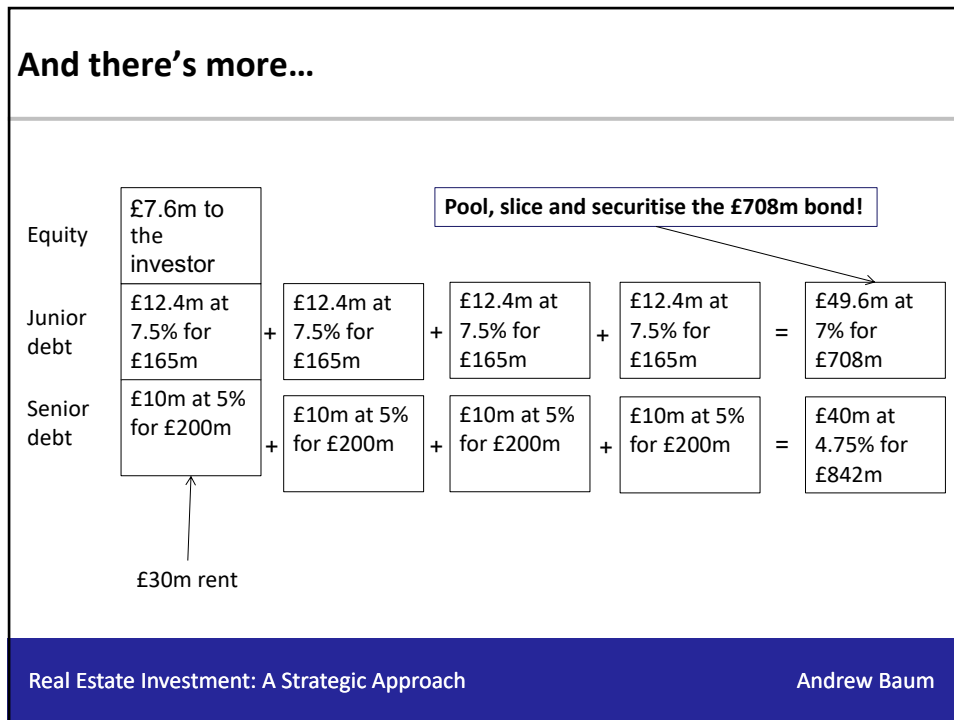 And there's more…
Equity
£7.6m to
the
investor
Pool, slice and securitise the £708m bond!
Junior
debt
£12.4m at
7.5% for
£165m
+
£12.4m at
7.5% for
£165m
+
£12.4m at
7.5% for
£165m
+
£12.4m at
7.5% for
£165m
=
£49.6m at
7% for
£708m
Senior
debt
£10m at 5%
for £200m
+
£10m at 5%
for £200m
+
£10m at 5%
for £200m
+
£10m at 5%
for £200m
=
£40m at
4.75% for
£842m
£30m rent
Real Estate Investment: A Strategic Approach
Andrew Baum